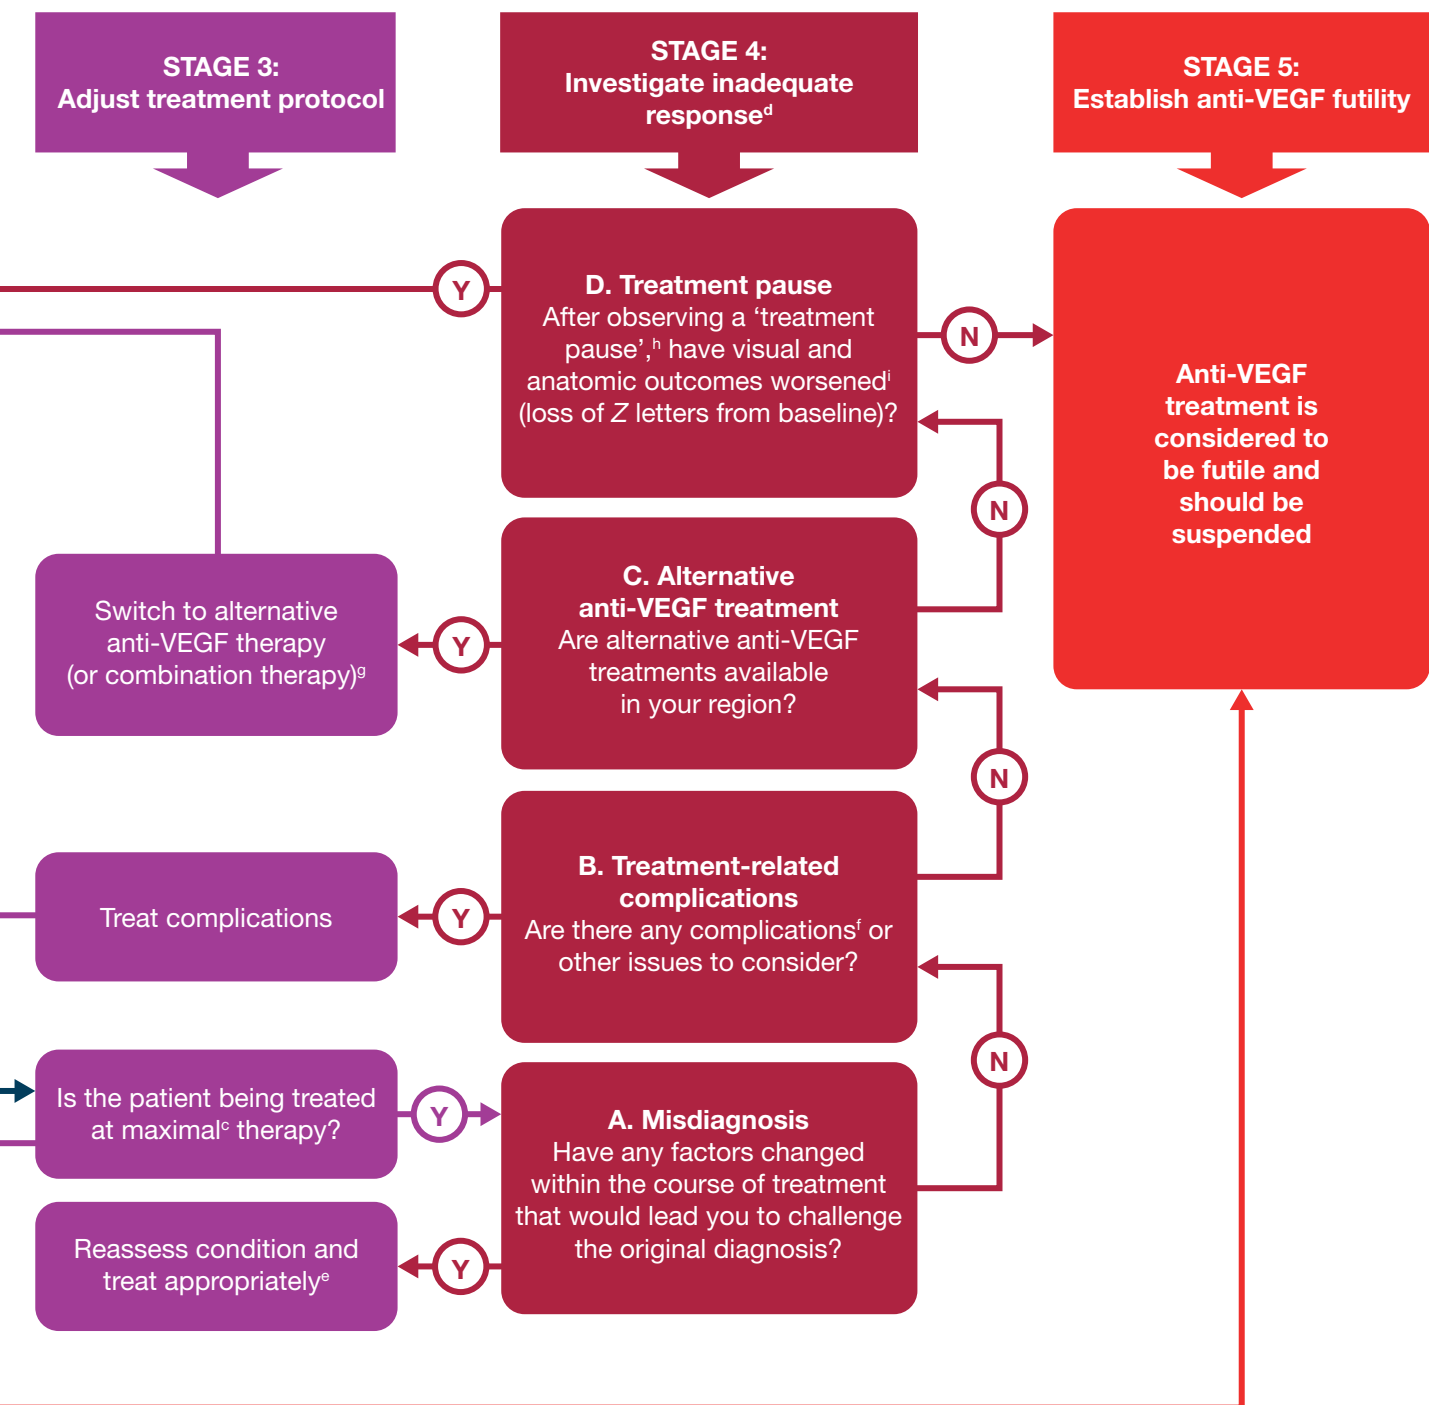 STAGE 3:
Adjust treatment protocol
STAGE 4:
Investigate inadequate
responseᵈ
STAGE 5:
Establish anti-VEGF futility
Y
D. Treatment pause
After observing a ‘treatment
pause’,ʰ have visual and
anatomic outcomes worsenedⁱ
(loss of Z letters from baseline)?
N
Anti-VEGF
treatment is
considered to
be futile and
should be
suspended
N
Switch to alternative
anti-VEGF therapy
(or combination therapy)ᵍ
Y
C. Alternative
anti-VEGF treatment
Are alternative anti-VEGF
treatments available
in your region?
N
Treat complications
Y
B. Treatment-related
complications
Are there any complicationsᶠ or
other issues to consider?
N
Is the patient being treated
at maximalᶜ therapy?
Y
A. Misdiagnosis
Have any factors changed
within the course of treatment
that would lead you to challenge
the original diagnosis?
Reassess condition and
treat appropriatelyᵉ
Y